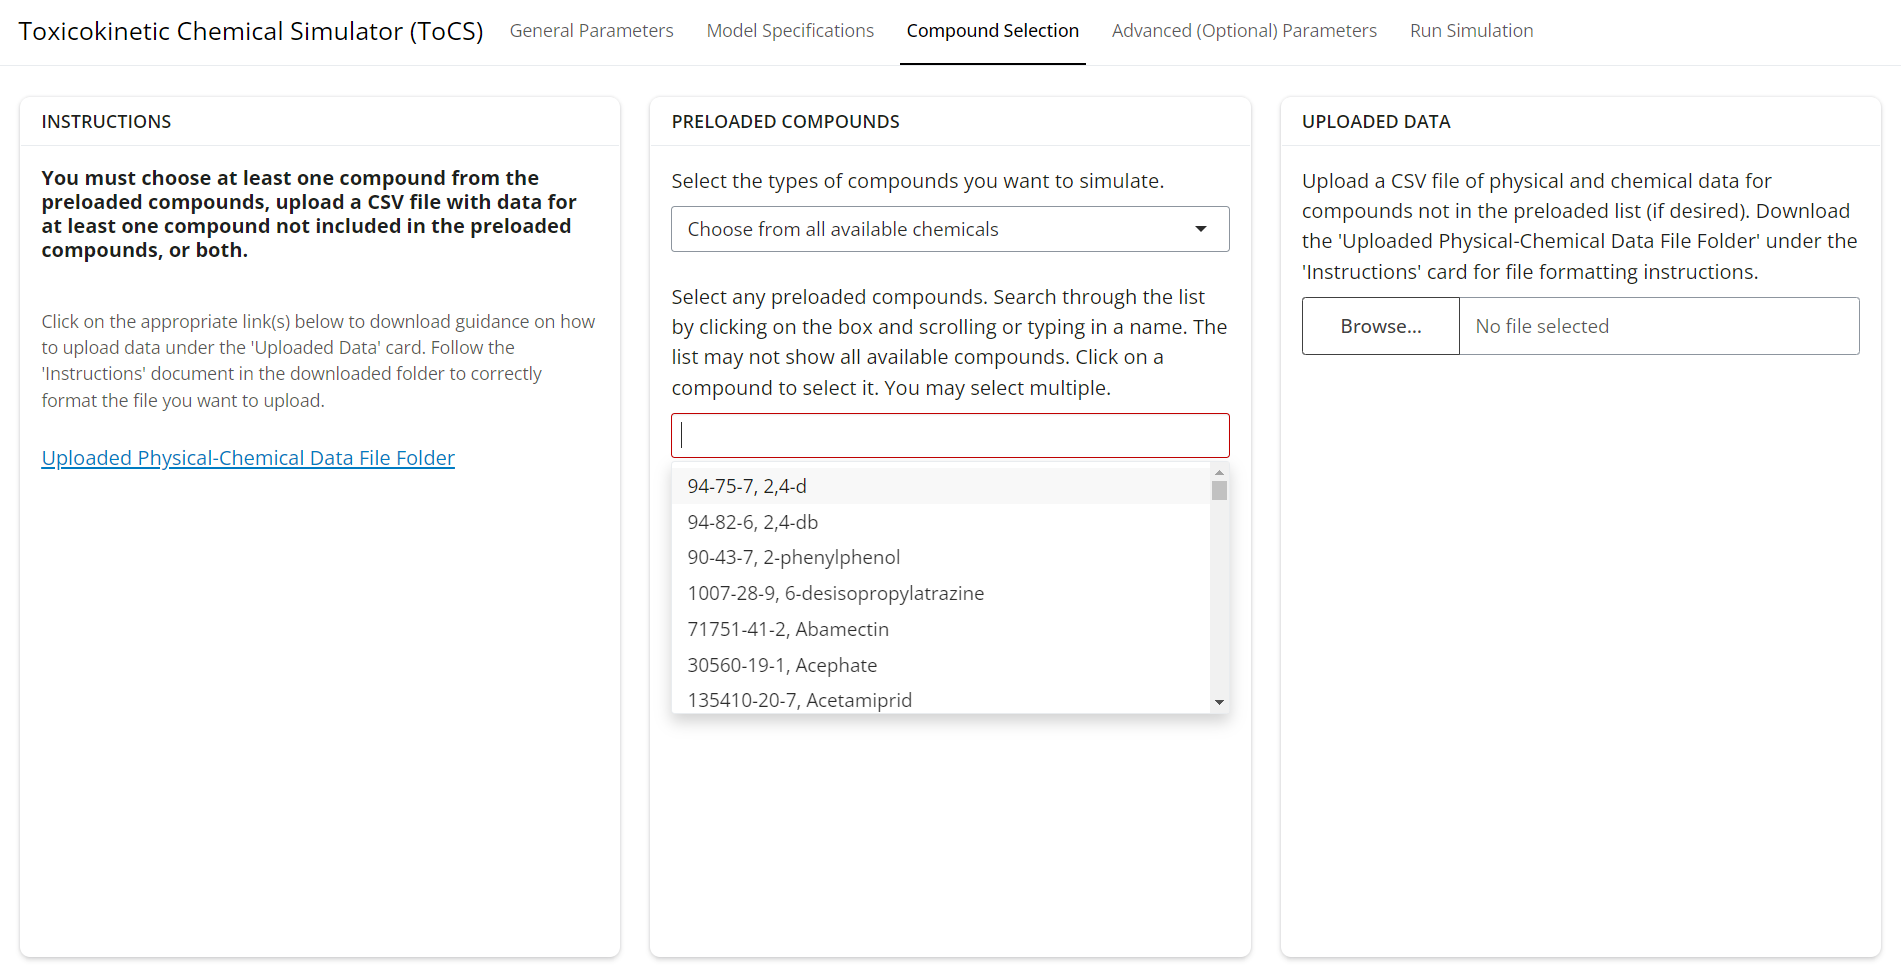 Toxicokinetic Chemical Simulator (ToCS)
General Parameters
Model Specifications
Compound Selection
Advanced (Optional) Parameters
Run Simulation
INSTRUCTIONS
You must choose at least one compound from the
preloaded compounds, upload a CSV file with data for
at least one compound not included in the preloaded
compounds, or both.
Click on the appropriate link(s) below to download guidance on how
to upload data under the 'Uploaded Data' card. Follow the
'Instructions' document in the downloaded folder to correctly
format the file you want to upload.
Uploaded Physical-Chemical Data File Folder
PRELOADED COMPOUNDS
Select the types of compounds you want to simulate.
Choose from all available chemicals
Select any preloaded compounds. Search through the list
by clicking on the box and scrolling or typing in a name. The
list may not show all available compounds. Click on a
compound to select it. You may select multiple.
94-75-7, 2,4-d
94-82-6, 2,4-db
90-43-7, 2-phenylphenol
1007-28-9, 6-desisopropylatrazine
71751-41-2, Abamectin
30560-19-1, Acephate
135410-20-7, Acetamiprid
UPLOADED DATA
Upload a CSV file of physical and chemical data for
compounds not in the preloaded list (if desired). Download
the 'Uploaded Physical-Chemical Data File Folder' under the
'Instructions' card for file formatting instructions.
Browse...
No file selected